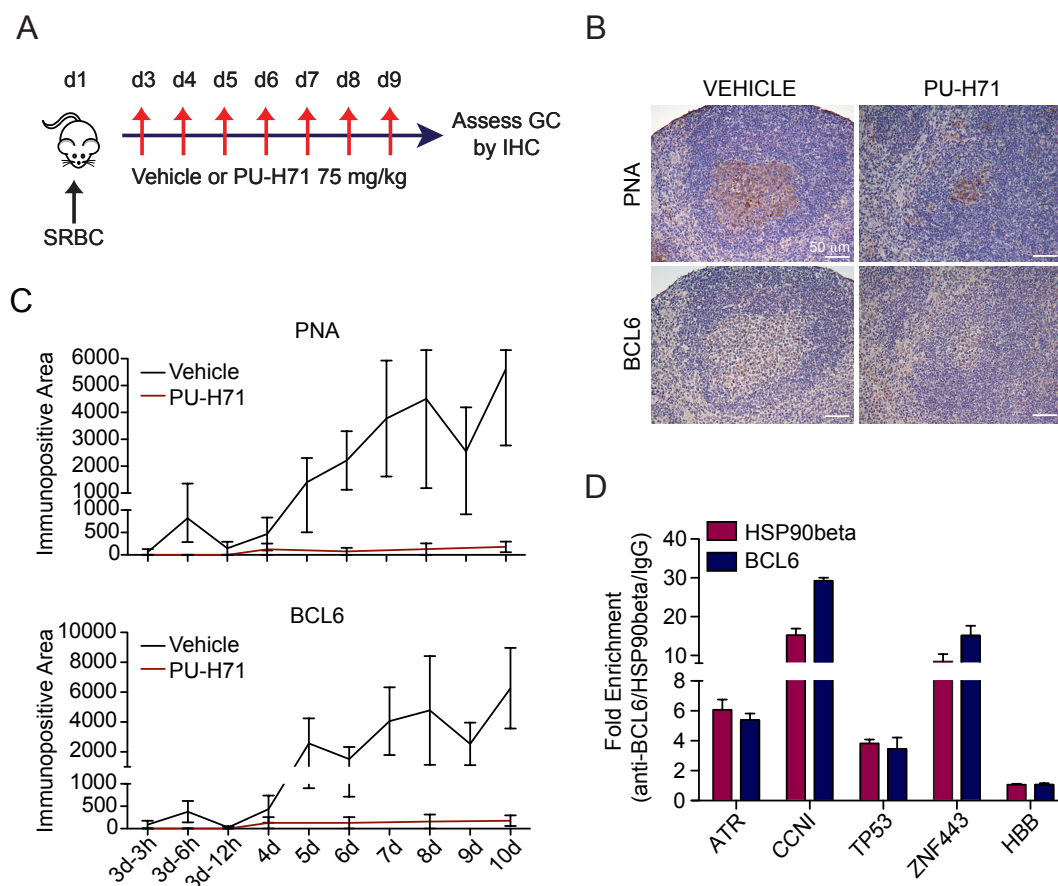 A
d1
d3 d4 d5 d6 d7 d8 d9
Assess GC
by IHC
Vehicle or PU-H71 75 mg/kg
SRBC
B
VEHICLE PU-H71
PNA
50 µm
BCL6
C
PNA
Immunopositive Area
6000
5000
4000
3000
2000
1000
1000
500
0
Vehicle
PU-H71
BCL6
Immunopositive Area
10000
8000
6000
4000
2000
1000
500
0
Vehicle
PU-H71
3d-3h 3d-6h 3d-12h 4d 5d 6d 7d 8d 9d 10d
D
Fold Enrichment
(anti-BCL6/HSP90beta/IgG)
40
30
20
10
6
4
2
0
HSP90beta
BCL6
ATR CCNI TP53 ZNF443 HBB